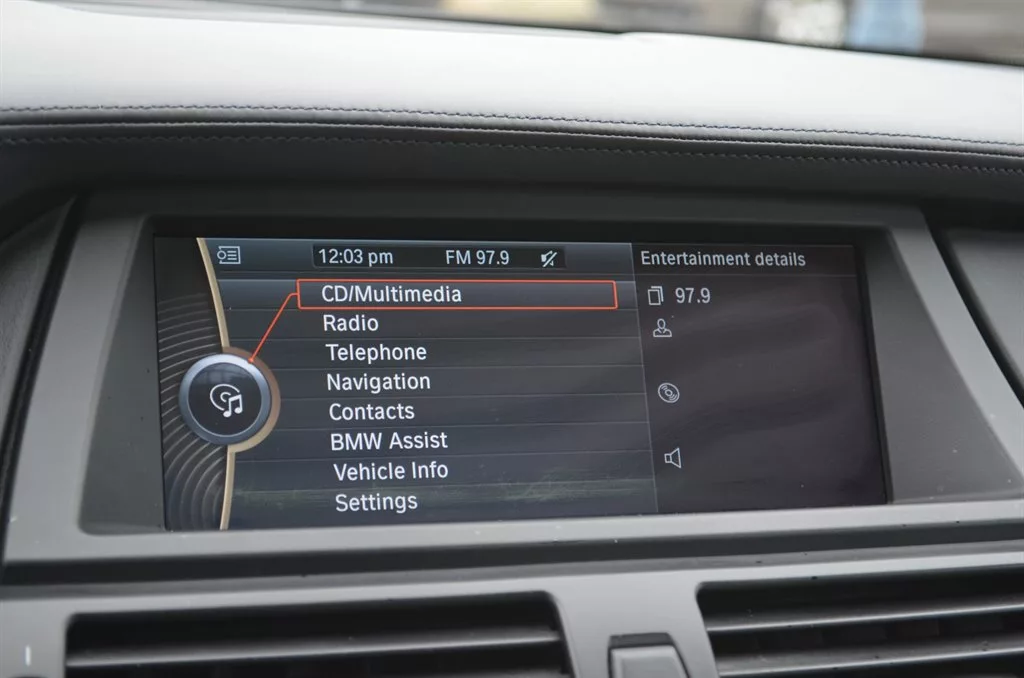 12:03 pm FM 97.9
Entertainment details
CD/Multimedia
97.9
Radio
Telephone
Navigation
Contacts
BMW Assist
Vehicle Info
Settings